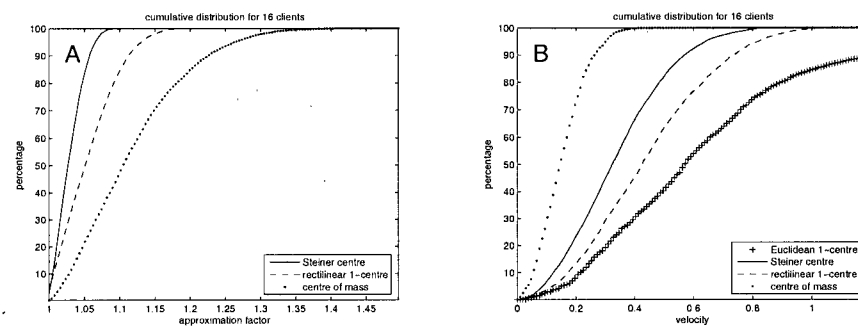 cumulative distribution for 16 clients
A
percentage
100
90
80
70
60
50
40
30
20
10
1
1.05
1.1
1.15
1.2
1.25
1.3
1.35
1.4
1.45
approximation factor
Steiner centre
rectilinear 1-centre
centre of mass
cumulative distribution for 16 clients
B
percentage
100
90
80
70
60
50
40
30
20
10
0
0
0.2
0.4
0.6
0.8
1
velocity
Euclidean 1-centre
Steiner centre
rectilinear 1-centre
centre of mass